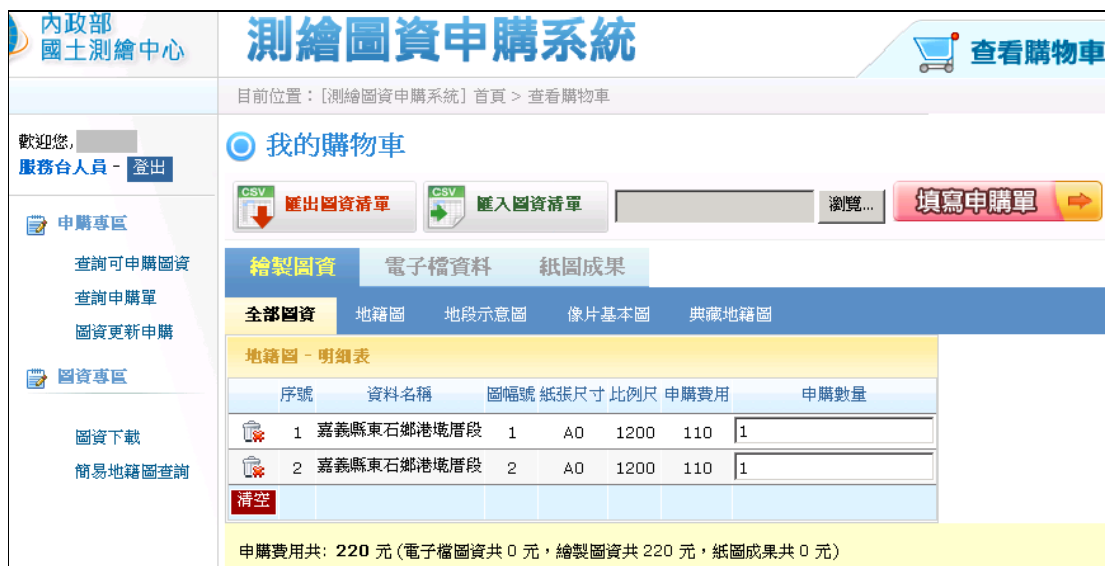 內政部
國土測繪中心
測繪圖資申購系統
查看購物車
目前位置：[測繪圖資申購系統] 首頁 > 查看購物車
歡迎您,
服務台人員 - 登出
申購專區
查詢可申購圖資
查詢申購單
圖資更新申購
圖資專區
圖資下載
簡易地籍圖查詢
我的購物車
CSV 匯出圖資清單 CSV 匯入圖資清單 瀏覽... 填寫申購單
繪製圖資 電子檔資料 紙圖成果
全部圖資 地籍圖 地段示意圖 像片基本圖 典藏地籍圖
地籍圖 - 明細表
序號 資料名稱 圖幅號 紙張尺寸 比例尺 申購費用 申購數量
1 嘉義縣東石鄉港墘厝段 1 A0 1200 110 1
2 嘉義縣東石鄉港墘厝段 2 A0 1200 110 1
清空
申購費用共: 220 元 (電子檔圖資共 0 元，繪製圖資共 220 元，紙圖成果共 0 元)